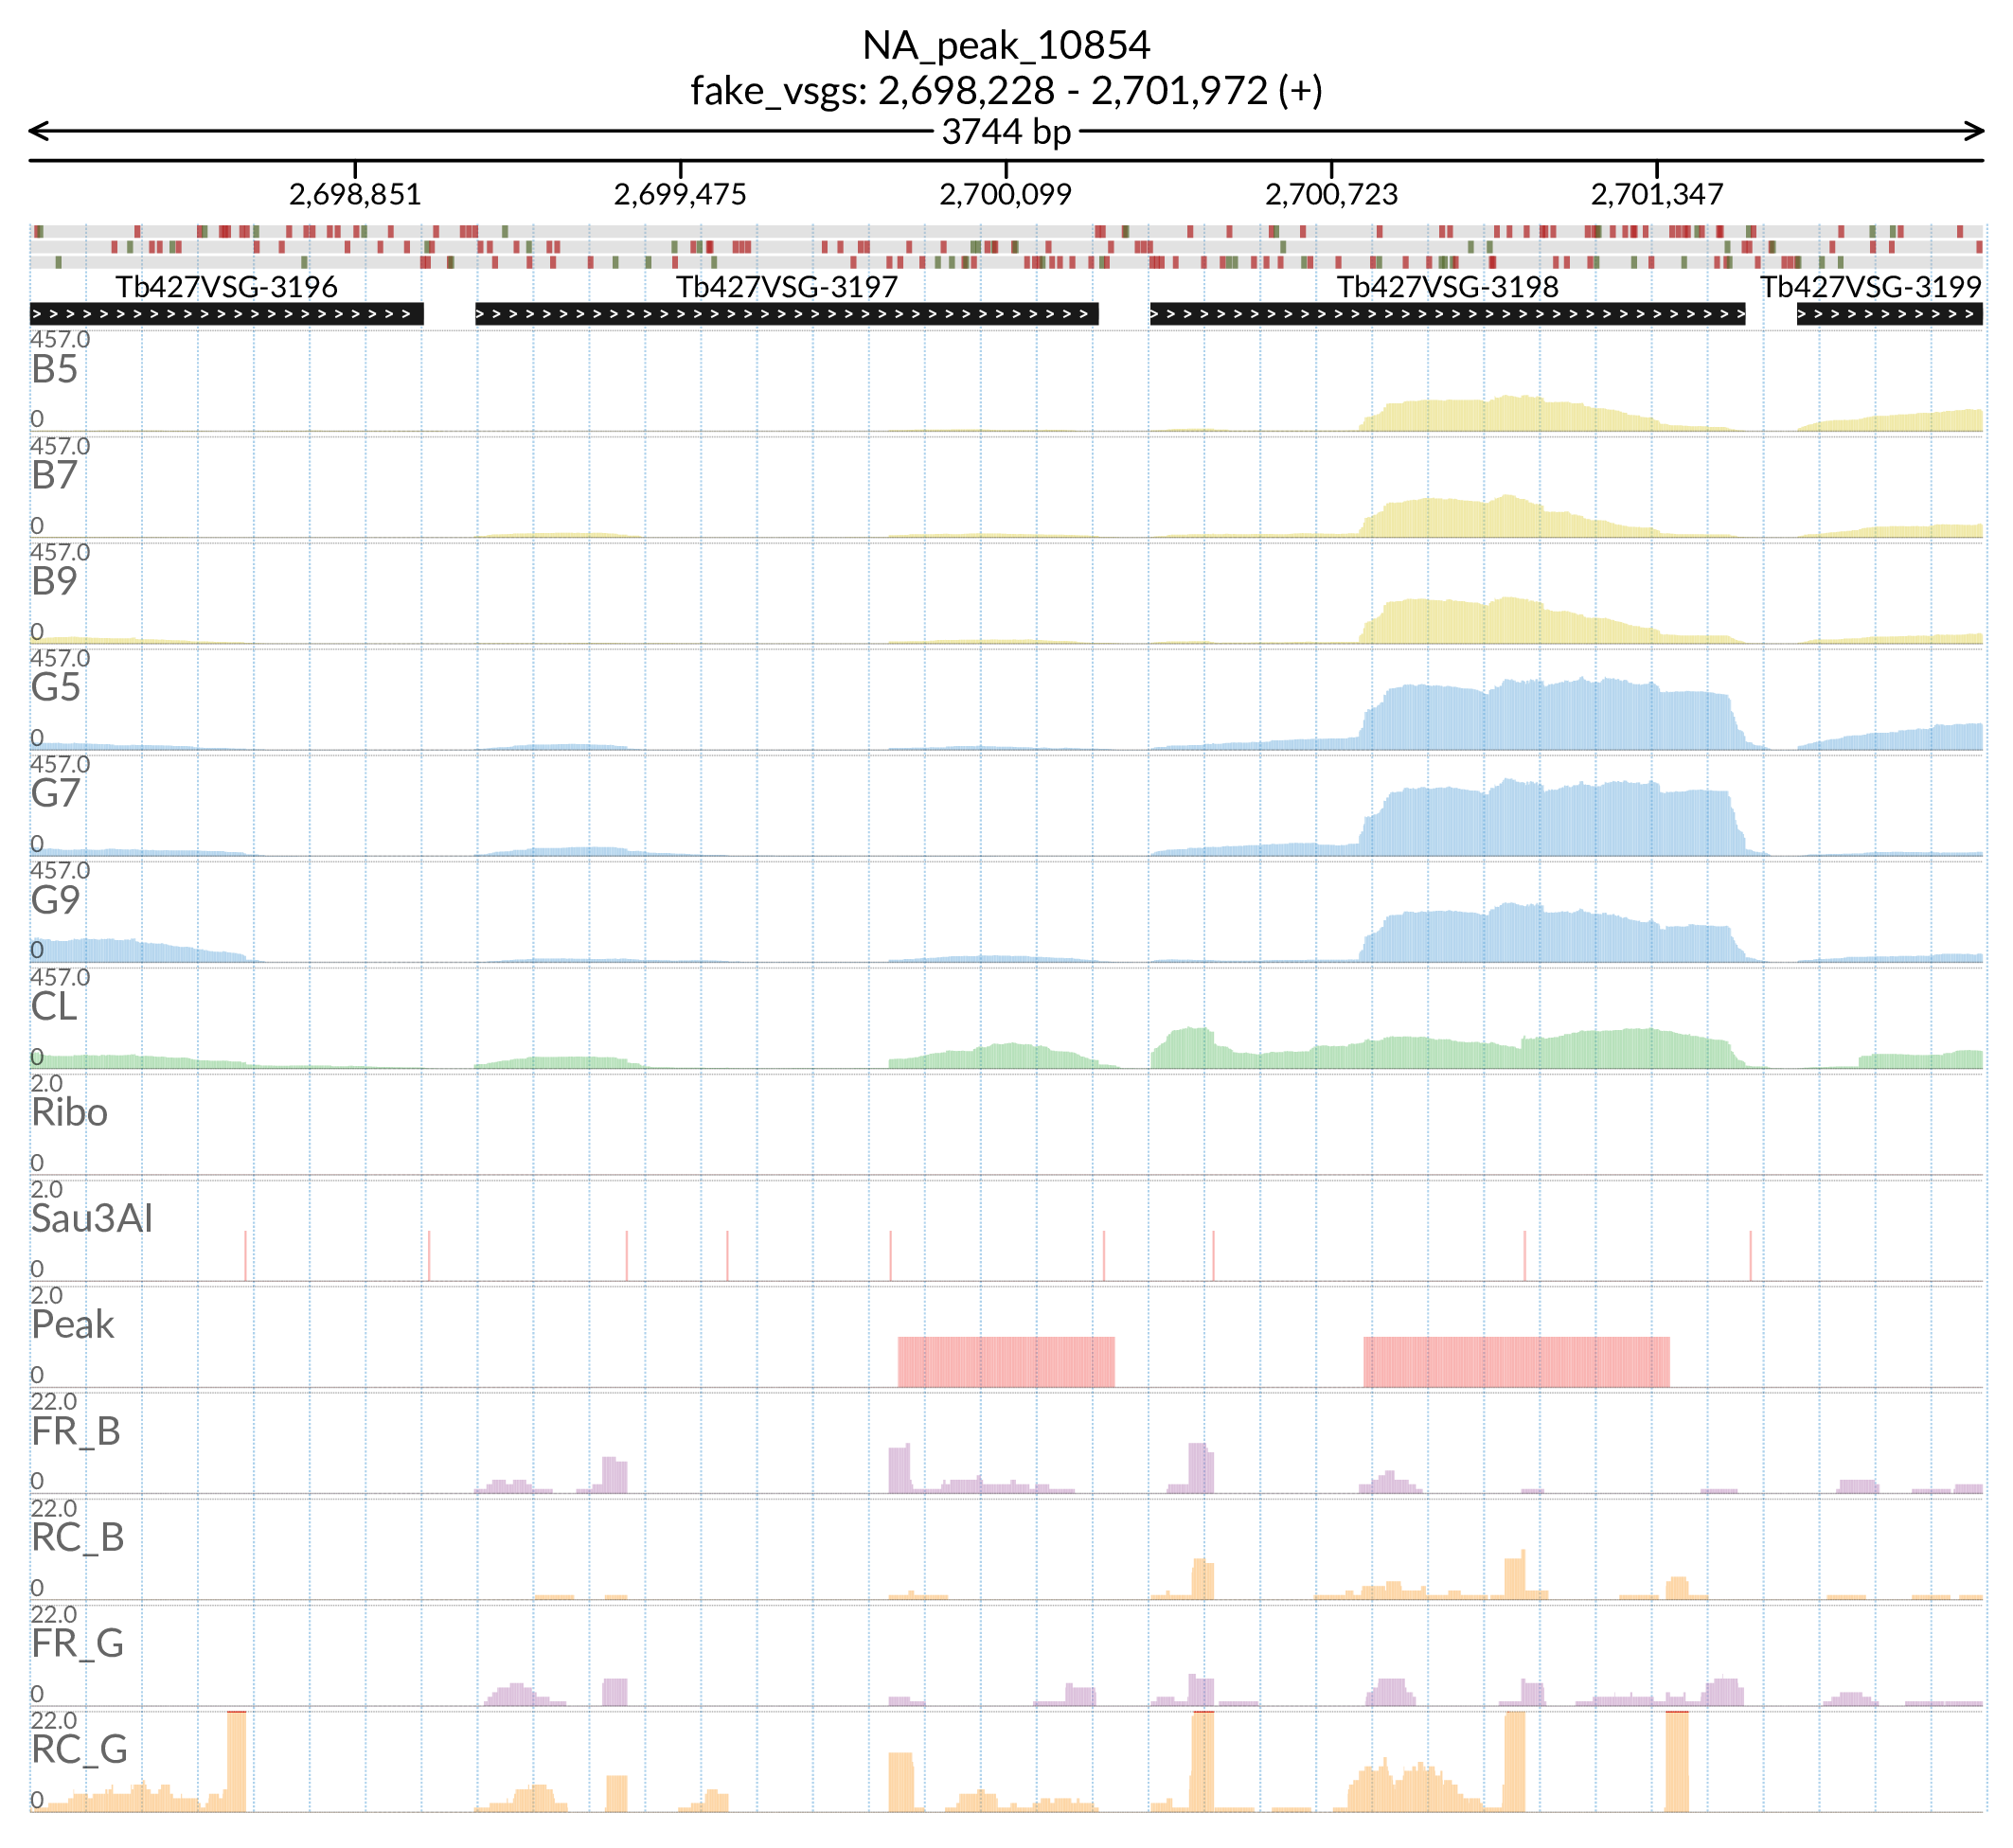 NA_peak_10854
fake_vsgs: 2,698,228 - 2,701,972 (+)
3744 bp
2,698,851 2,699,475 2,700,099 2,700,723 2,701,347
Tb427VSG-3196 Tb427VSG-3197 Tb427VSG-3198 Tb427VSG-3199
457.0
B5
0
457.0
B7
0
457.0
B9
0
457.0
G5
0
457.0
G7
0
457.0
G9
0
457.0
CL
0
2.0
Ribo
0
2.0
Sau3AI
0
2.0
Peak
0
22.0
FR_B
0
22.0
RC_B
0
22.0
FR_G
0
22.0
RC_G
0